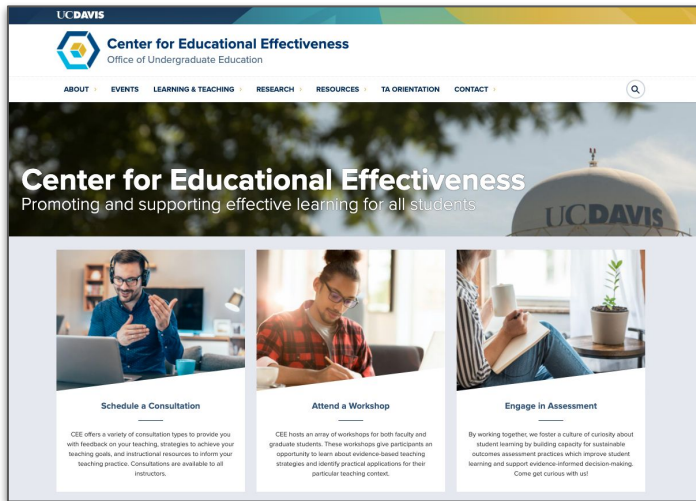 UCDAVIS
Center for Educational Effectiveness
Office of Undergraduate Education
ABOUT EVENTS LEARNING & TEACHING RESEARCH RESOURCES TA ORIENTATION CONTACT
Center for Educational Effectiveness
Promoting and supporting effective learning for all students
UCDAVIS
Schedule a Consultation
CEE offers a variety of consultation types to provide you
with feedback on your teaching, strategies to achieve your
teaching goals, and instructional resources to inform your
teaching practice. Consultations are available to all
instructors.
Attend a Workshop
CEE hosts an array of workshops for both faculty and
graduate students. These workshops give participants an
opportunity to learn about evidence-based teaching
strategies and identify practical applications for their
particular teaching context.
Engage in Assessment
By working together, we foster a culture of curiosity about
student learning by building capacity for sustainable
outcomes assessment practices which improve student
learning and support evidence-informed decision-making.
Come get curious with us!